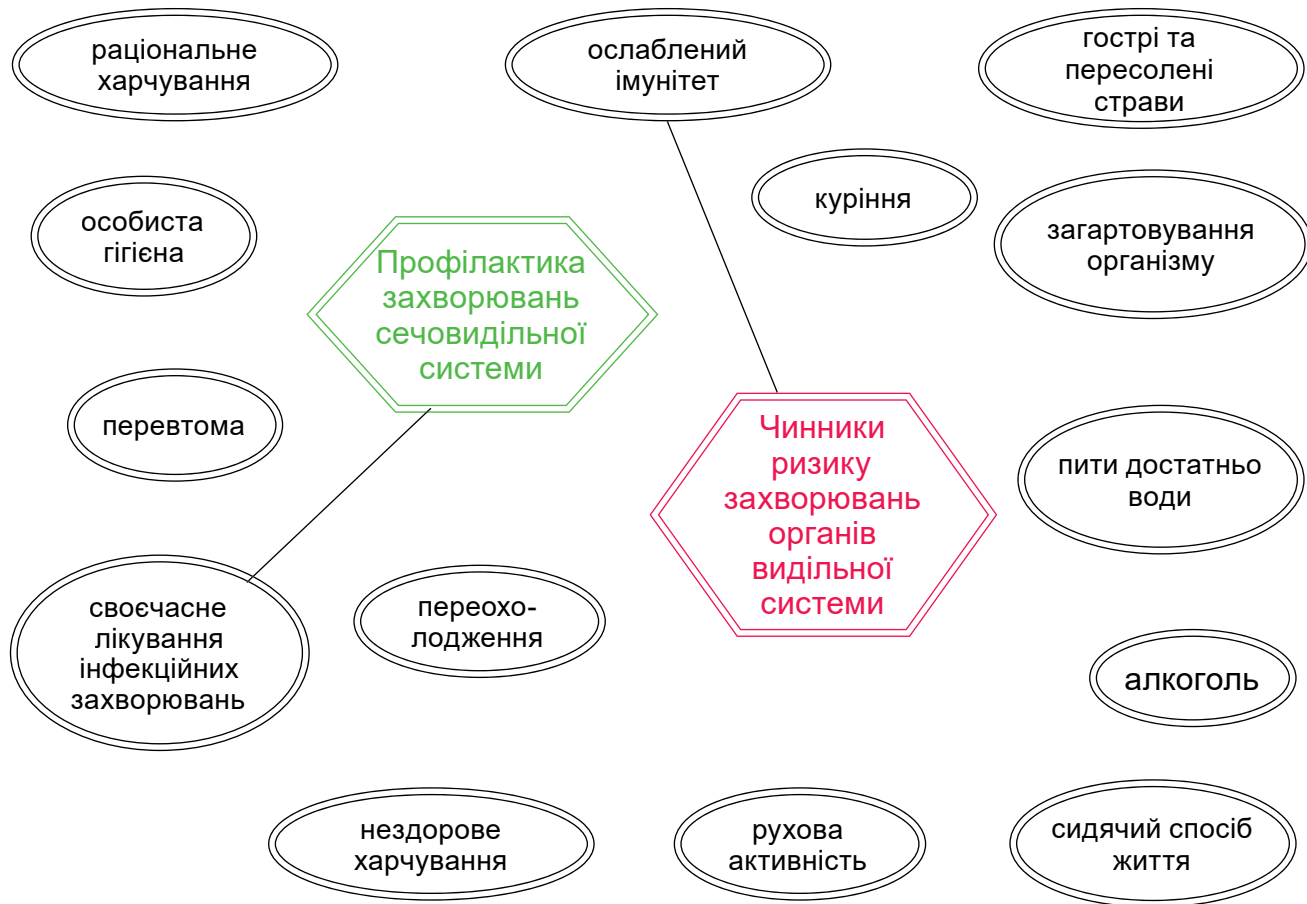 раціональне
харчування
ослаблений
імунітет
гострі та
пересолені
страви
куріння
особиста
гігієна
загартовування
організму
Профілактика
захворювань
сечовидільної
системи
перевтома
Чинники
ризику
захворювань
органів
видільної
системи
пити достатньо
води
своєчасне
лікування
інфекційних
захворювань
переохо-
лодження
алкоголь
нездорове
харчування
рухова
активність
сидячий спосіб
життя